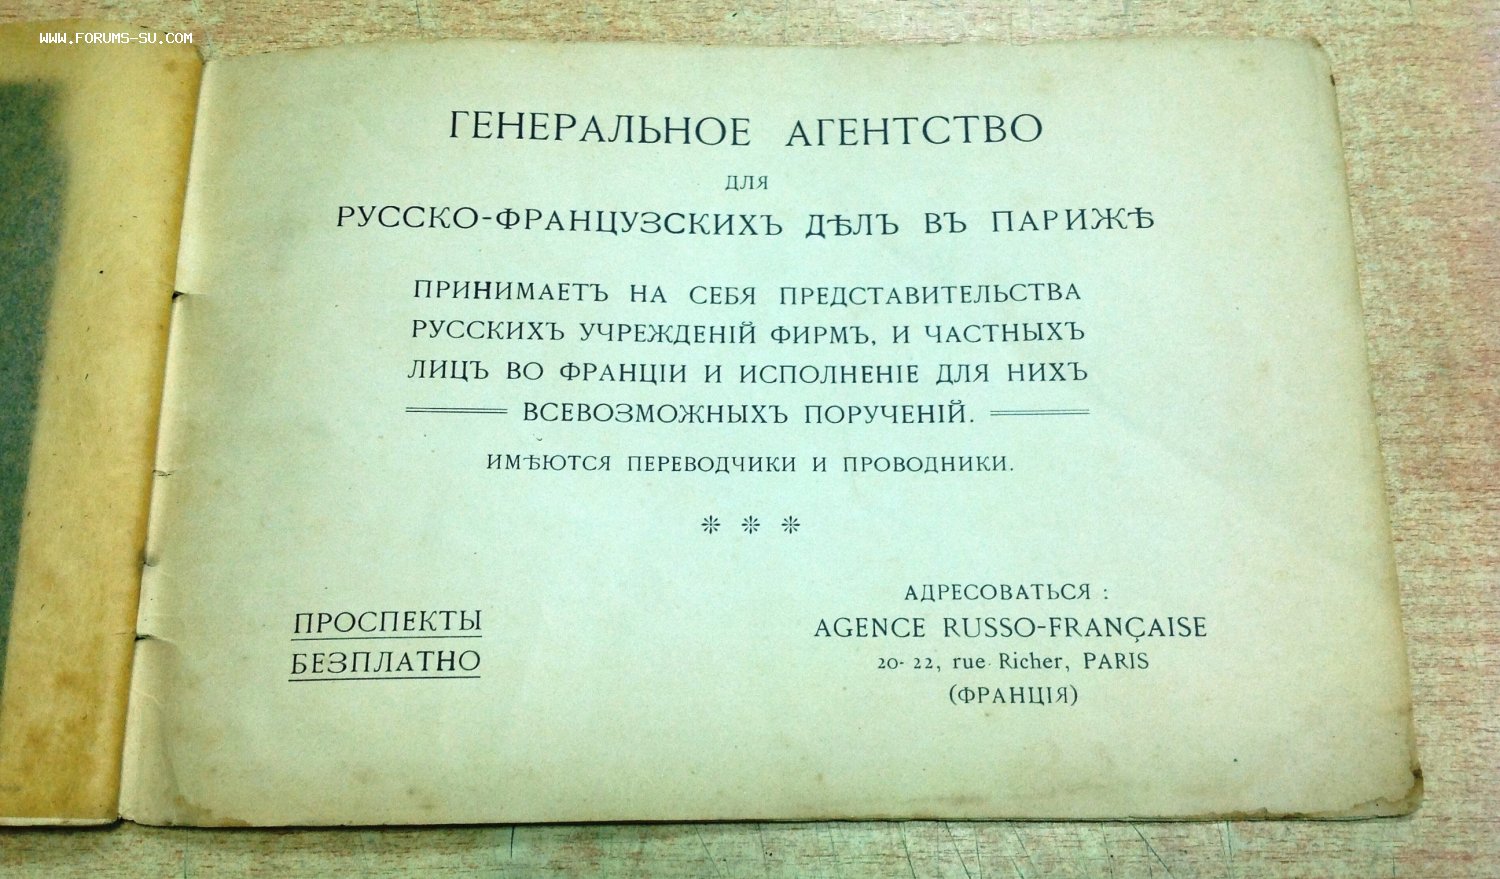 WWW.FORUMS-SU.COM
ГЕНЕРАЛЬНОЕ АГЕНТСТВО
ДЛЯ
РУССКО-ФРАНЦУЗСКИХЪ ДѢЛЪ ВЪ ПАРИЖѢ
ПРИНИМАЕТЪ НА СЕБЯ ПРЕДСТАВИТЕЛЬСТВА
РУССКИХЪ УЧРЕЖДЕНІЙ ФИРМЪ, И ЧАСТНЫХЪ
ЛИЦЪ ВО ФРАНЦІИ И ИСПОЛНЕНІЕ ДЛЯ НИХЪ
ВСЕВОЗМОЖНЫХЪ ПОРУЧЕНІЙ.
ИМѢЮТСЯ ПЕРЕВОДЧИКИ И ПРОВОДНИКИ.
ПРОСПЕКТЫ
БЕЗПЛАТНО
АДРЕСОВАТЬСЯ :
AGENCE RUSSO-FRANÇAISE
20-22, rue Richer, PARIS
(ФРАНЦІЯ)